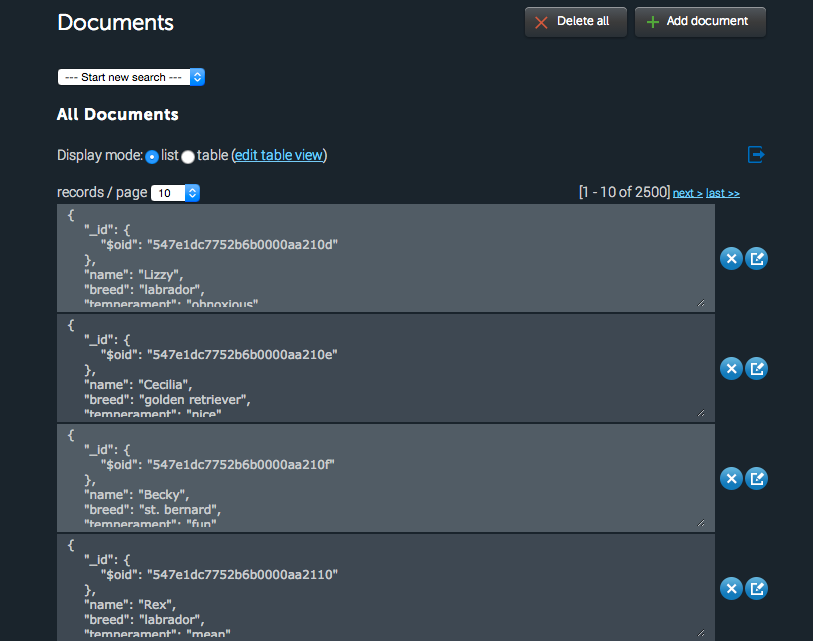 Documents
Delete all
Add document
--- Start new search ---
All Documents
Display mode: list table (edit table view)
records / page 10
[1 - 10 of 2500] next > last >>
{
"_id": {
"$oid": "547e1dc7752b6b0000aa210d"
},
"name": "Lizzy",
"breed": "labrador",
"temperament": "obnoxious"
{
"_id": {
"$oid": "547e1dc7752b6b0000aa210e"
},
"name": "Cecilia",
"breed": "golden retriever",
"temperament": "nice"
{
"_id": {
"$oid": "547e1dc7752b6b0000aa210f"
},
"name": "Becky",
"breed": "st. bernard",
"temperament": "fun"
{
"_id": {
"$oid": "547e1dc7752b6b0000aa2110"
},
"name": "Rex",
"breed": "labrador",
"temperament": "mean"